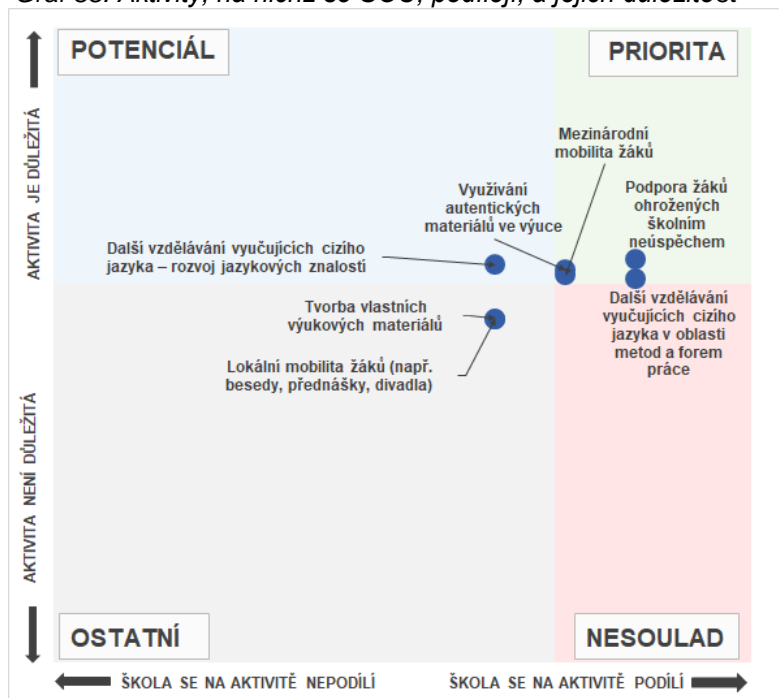 POTENCIÁL
PRIORITA
AKTIVITA JE DŮLEŽITÁ
Mezinárodní
mobilita žáků
Využívání
autentických
materiálů ve výuce
Podpora žáků
ohrožených
školním
neúspěchem
Další vzdělávání vyučujících cizího
jazyka – rozvoj jazykových znalostí
Tvorba vlastních
výukových materiálů
Další vzdělávání
vyučujících cizího
jazyka v oblasti
metod a forem
práce
Lokální mobilita žáků (např.
besedy, přednášky, divadla)
AKTIVITA NENÍ DŮLEŽITÁ
OSTATNÍ
NESOULAD
ŠKOLA SE NA AKTIVITĚ NEPODÍLÍ
ŠKOLA SE NA AKTIVITĚ PODÍLÍ